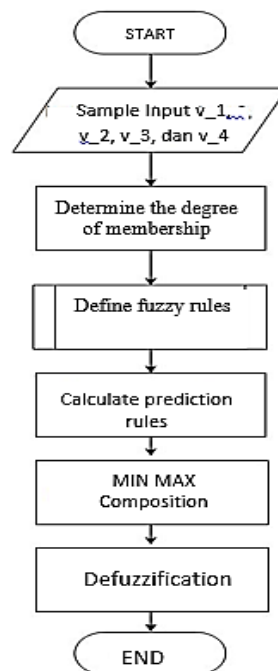 START
Sample Input v_1,
v_2, v_3, dan v_4
Determine the degree
of membership
Define fuzzy rules
Calculate prediction
rules
MIN MAX
Composition
Defuzzification
END